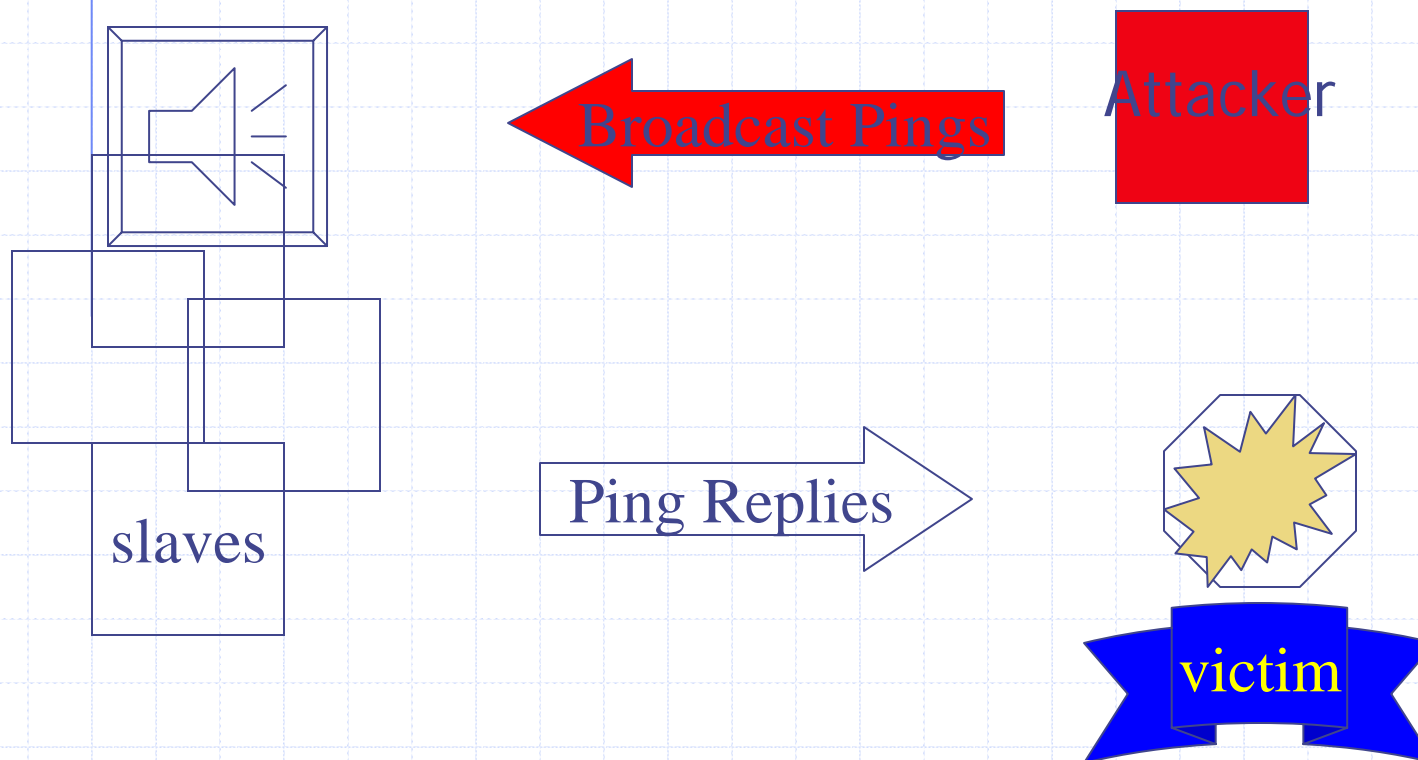 Attacker
Broadcast Pings
Ping Replies
slaves
victim